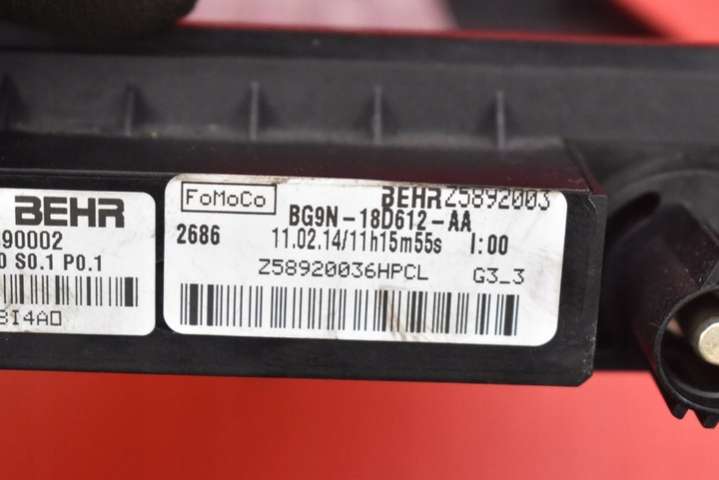 BEHR
90002
0 S0.1 P0.1
8I4A0
FoMoCo
BEHR Z5892003
BG9N-18D612-AA
2686 11.02.14/11h15m55s I:00
Z58920036HPCL G3_3